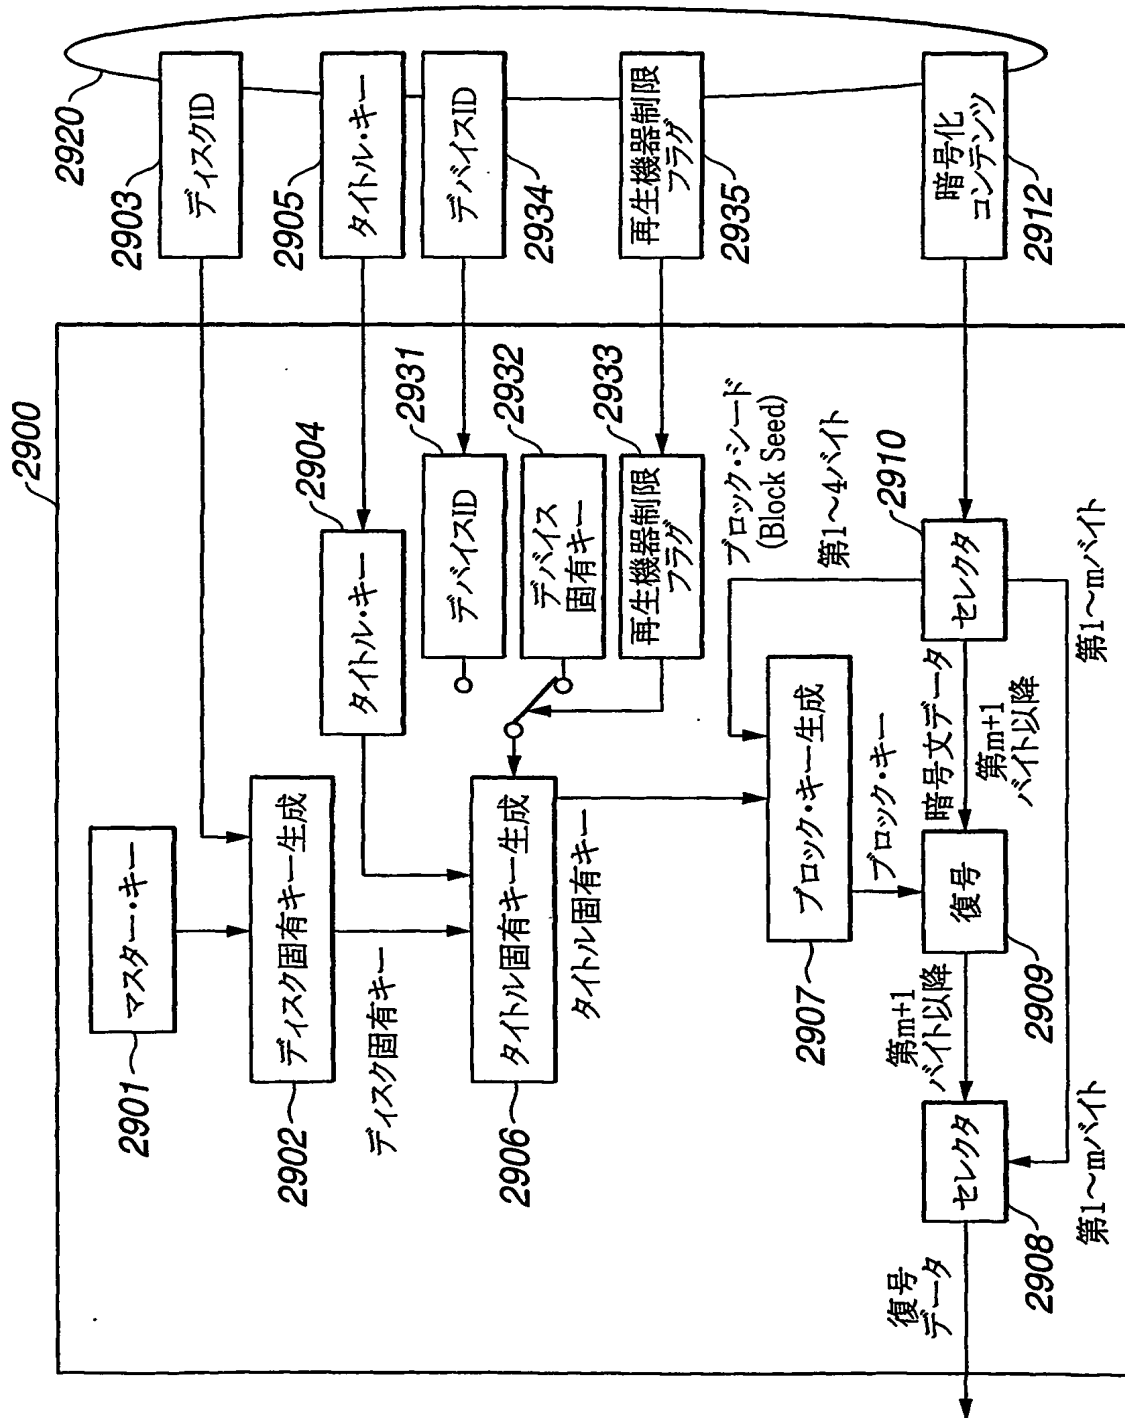 2900
2920
2901
マスター・キー
2903
ディスクID
2902
ディスク固有キー生成
ディスク固有キー
2904
タイトル・キー
2905
タイトル・キー
2906
タイトル固有キー生成
タイトル固有キー
2931
デバイスID
デバイスID
2934
2932
デバイス
固有キー
2933
再生機器制限
フラグ
再生機器制限
フラグ
2935
ブロック・シード
(Block Seed)
第1~4バイト
2907
ブロック・キー生成
ブロック・キー
2910
セレクタ
暗号化
コンテンツ
2912
暗号文データ
第m+1
バイト以降
復号
2909
第m+1
バイト以降
セレクタ
2908
復号
データ
第1~mバイト
第1~mバイト